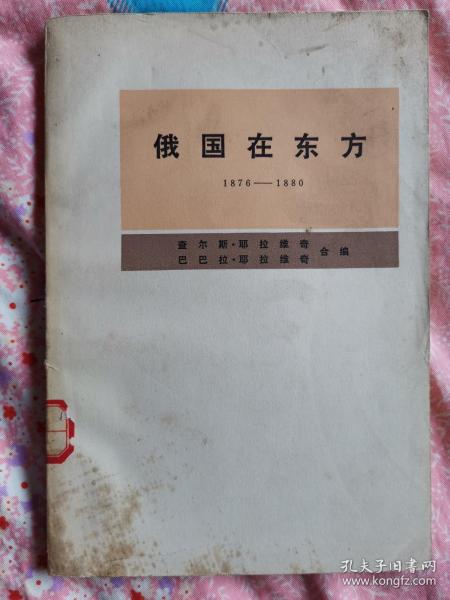 俄国在东方
1876——1880
查尔斯·耶拉维奇
巴巴拉·耶拉维奇
合编
孔夫子旧书网
www.kongfz.com